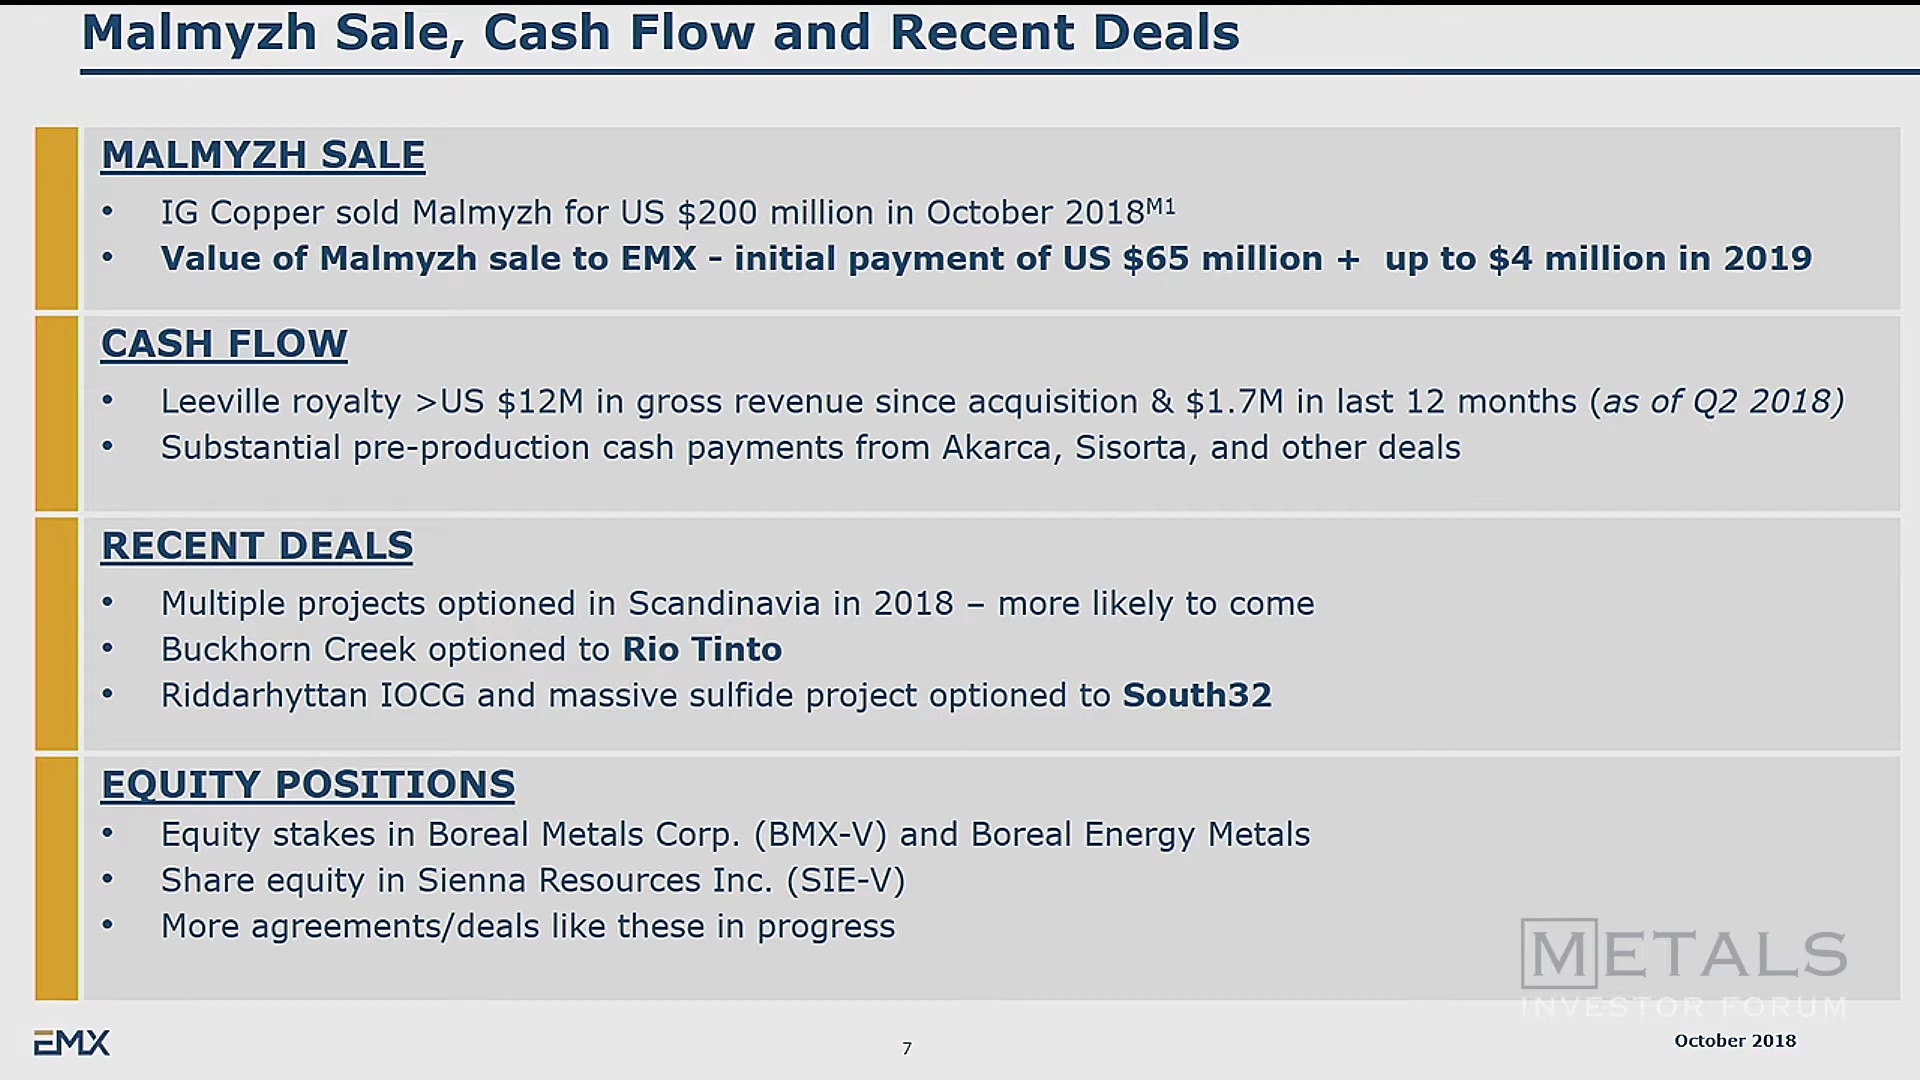 Malmyzh Sale, Cash Flow and Recent Deals
MALMYZH SALE
• IG Copper sold Malmyzh for US $200 million in October 2018ᴹ¹
• Value of Malmyzh sale to EMX - initial payment of US $65 million + up to $4 million in 2019
CASH FLOW
• Leeville royalty >US $12M in gross revenue since acquisition & $1.7M in last 12 months (as of Q2 2018)
• Substantial pre-production cash payments from Akarca, Sisorta, and other deals
RECENT DEALS
• Multiple projects optioned in Scandinavia in 2018 – more likely to come
• Buckhorn Creek optioned to Rio Tinto
• Riddarhyttan IOCG and massive sulfide project optioned to South32
EQUITY POSITIONS
• Equity stakes in Boreal Metals Corp. (BMX-V) and Boreal Energy Metals
• Share equity in Sienna Resources Inc. (SIE-V)
• More agreements/deals like these in progress
METALS
INVESTOR FORUM
EMX
7
October 2018